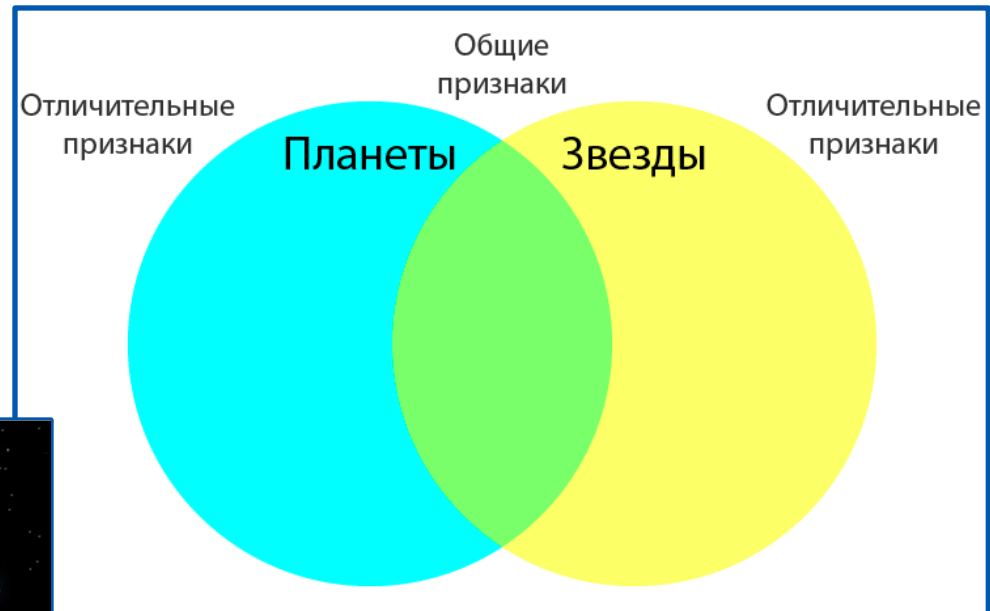 Общие
признаки
Отличительные
признаки
Отличительные
признаки
Планеты
Звезды